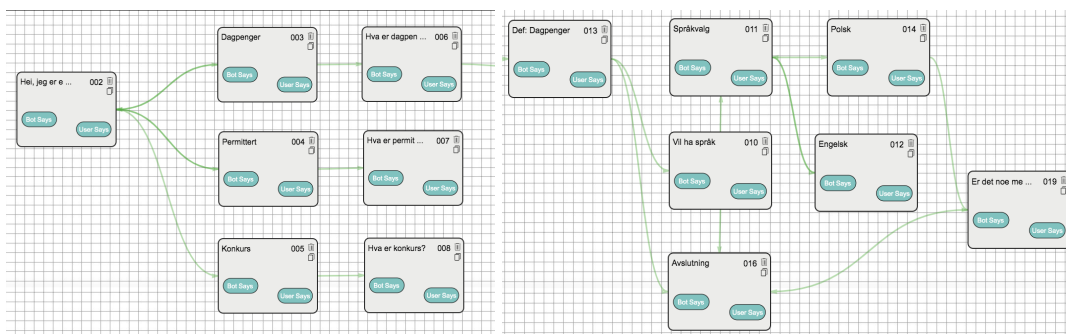 Hei, jeg er e ... 002
Bot Says
User Says
Dagpenger 003
Bot Says
User Says
Hva er dagpen ... 006
Bot Says
User Says
Permittert 004
Bot Says
User Says
Hva er permit ... 007
Bot Says
User Says
Konkurs 005
Bot Says
User Says
Hva er konkurs? 008
Bot Says
User Says
Def: Dagpenger 013
Bot Says
User Says
Språkvalg 011
Bot Says
User Says
Polsk 014
Bot Says
User Says
Vil ha språk 010
Bot Says
User Says
Engelsk 012
Bot Says
User Says
Er det noe me ... 019
Bot Says
User Says
Avslutning 016
Bot Says
User Says